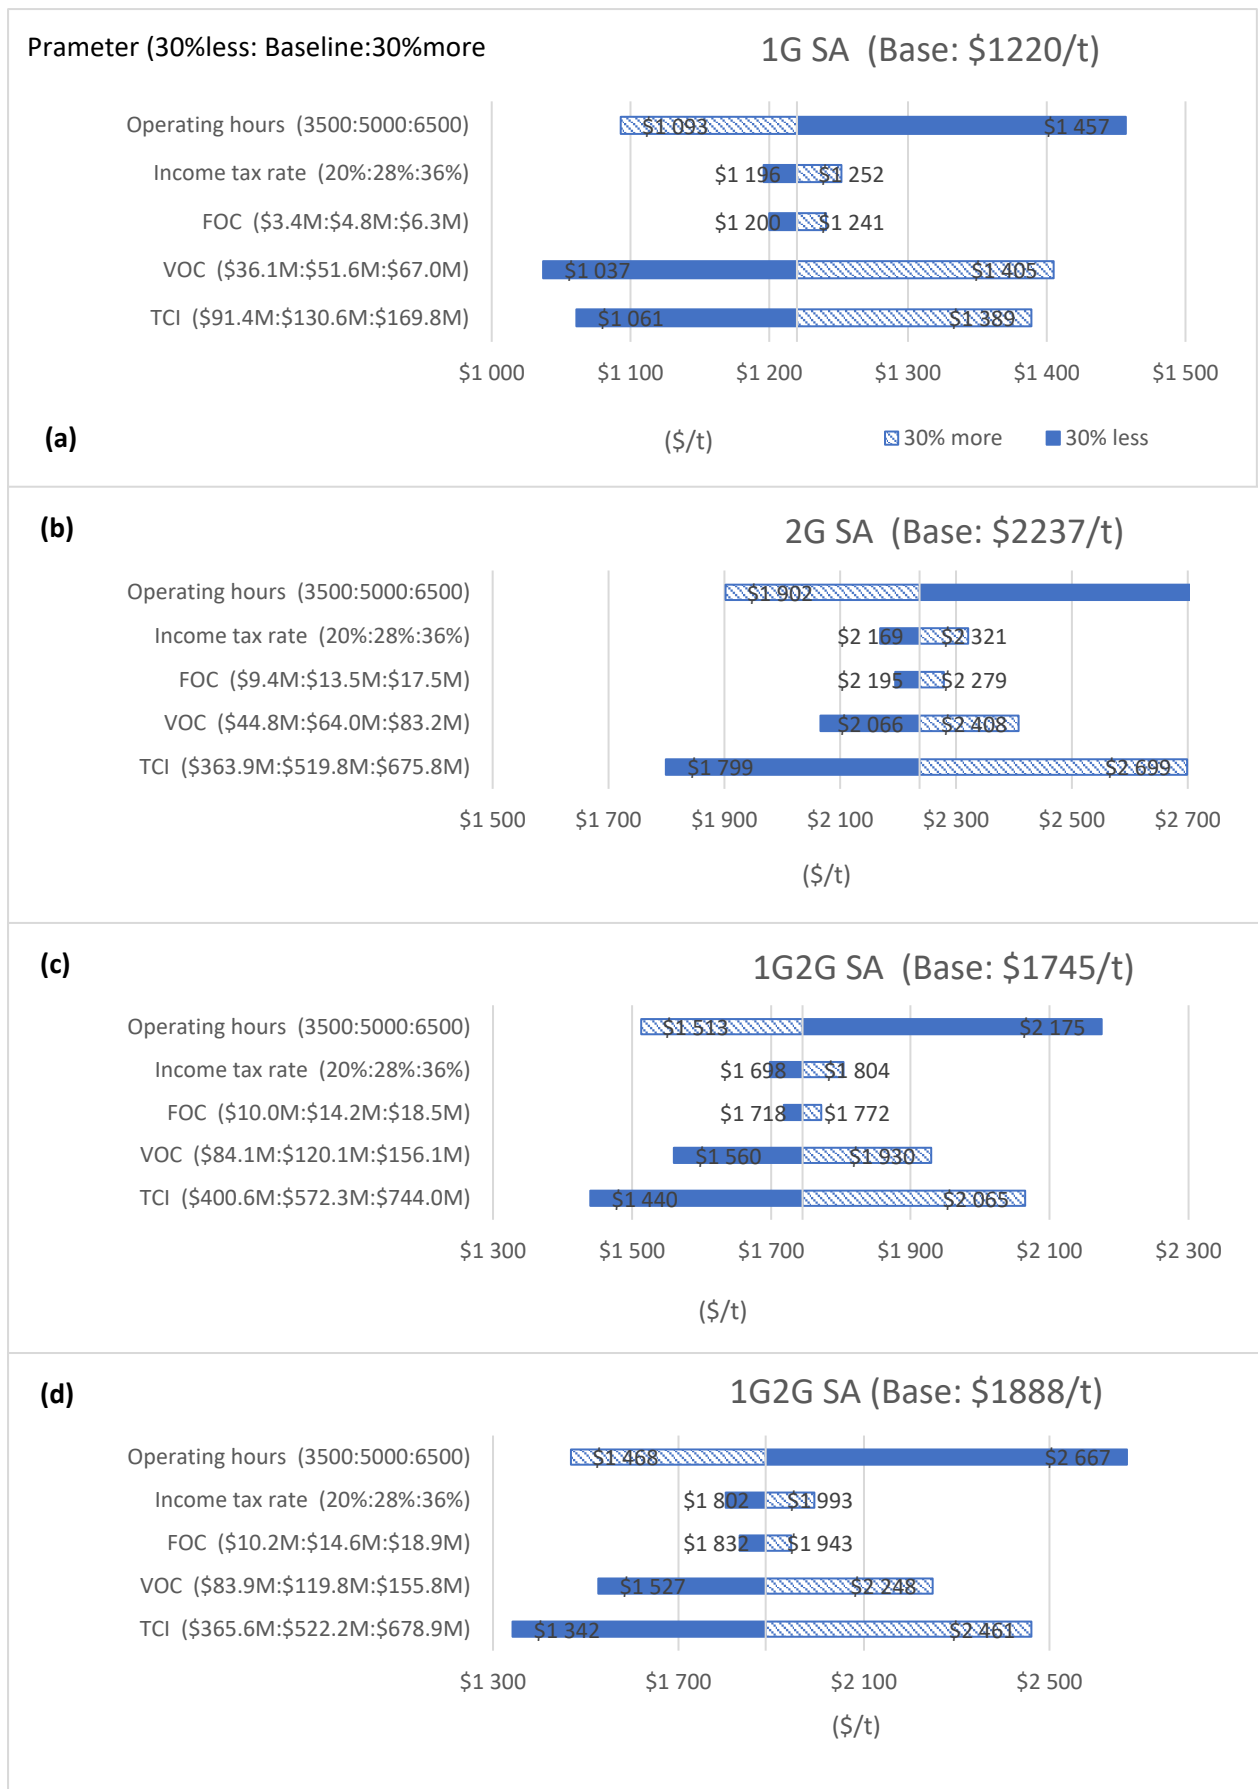 Prameter (30%less: Baseline:30%more
1G SA (Base: $1220/t)
Operating hours (3500:5000:6500) $1 093 $1 457
Income tax rate (20%:28%:36%) $1 196 $1 252
FOC ($3.4M:$4.8M:$6.3M) $1 200 $1 241
VOC ($36.1M:$51.6M:$67.0M) $1 037 $1 405
TCI ($91.4M:$130.6M:$169.8M) $1 061 $1 389
$1 000 $1 100 $1 200 $1 300 $1 400 $1 500
(a) ($/t) 30% more 30% less
(b) 2G SA (Base: $2237/t)
Operating hours (3500:5000:6500) $1 902
Income tax rate (20%:28%:36%) $2 169 $2 321
FOC ($9.4M:$13.5M:$17.5M) $2 195 $2 279
VOC ($44.8M:$64.0M:$83.2M) $2 066 $2 408
TCI ($363.9M:$519.8M:$675.8M) $1 799 $2 699
$1 500 $1 700 $1 900 $2 100 $2 300 $2 500 $2 700
($/t)
(c) 1G2G SA (Base: $1745/t)
Operating hours (3500:5000:6500) $1 513 $2 175
Income tax rate (20%:28%:36%) $1 698 $1 804
FOC ($10.0M:$14.2M:$18.5M) $1 718 $1 772
VOC ($84.1M:$120.1M:$156.1M) $1 560 $1 930
TCI ($400.6M:$572.3M:$744.0M) $1 440 $2 065
$1 300 $1 500 $1 700 $1 900 $2 100 $2 300
($/t)
(d) 1G2G SA (Base: $1888/t)
Operating hours (3500:5000:6500) $1 468 $2 667
Income tax rate (20%:28%:36%) $1 802 $1 993
FOC ($10.2M:$14.6M:$18.9M) $1 832 $1 943
VOC ($83.9M:$119.8M:$155.8M) $1 527 $2 248
TCI ($365.6M:$522.2M:$678.9M) $1 342 $2 461
$1 300 $1 700 $2 100 $2 500
($/t)